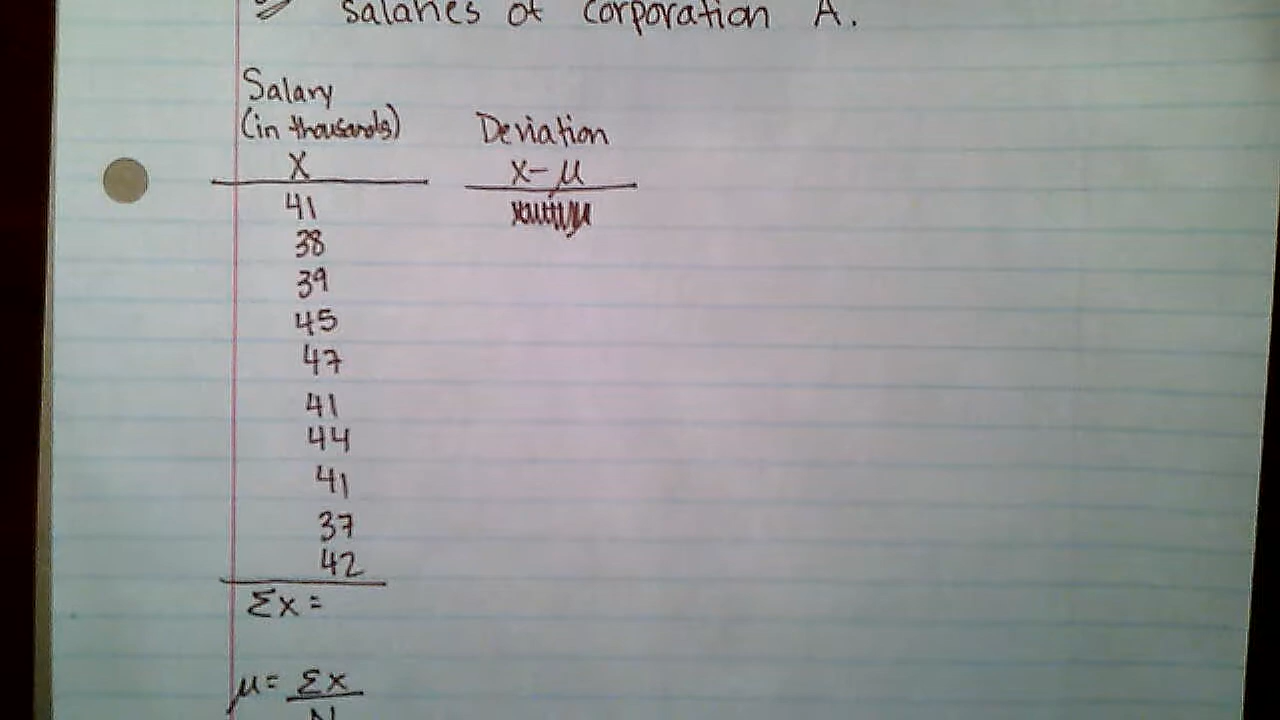 salaries of corporation A.
Salary
(in thousands) Deviation
X x-μ
41
38
39
45
47
41
44
41
37
42
Σx =
μ= Σx
N